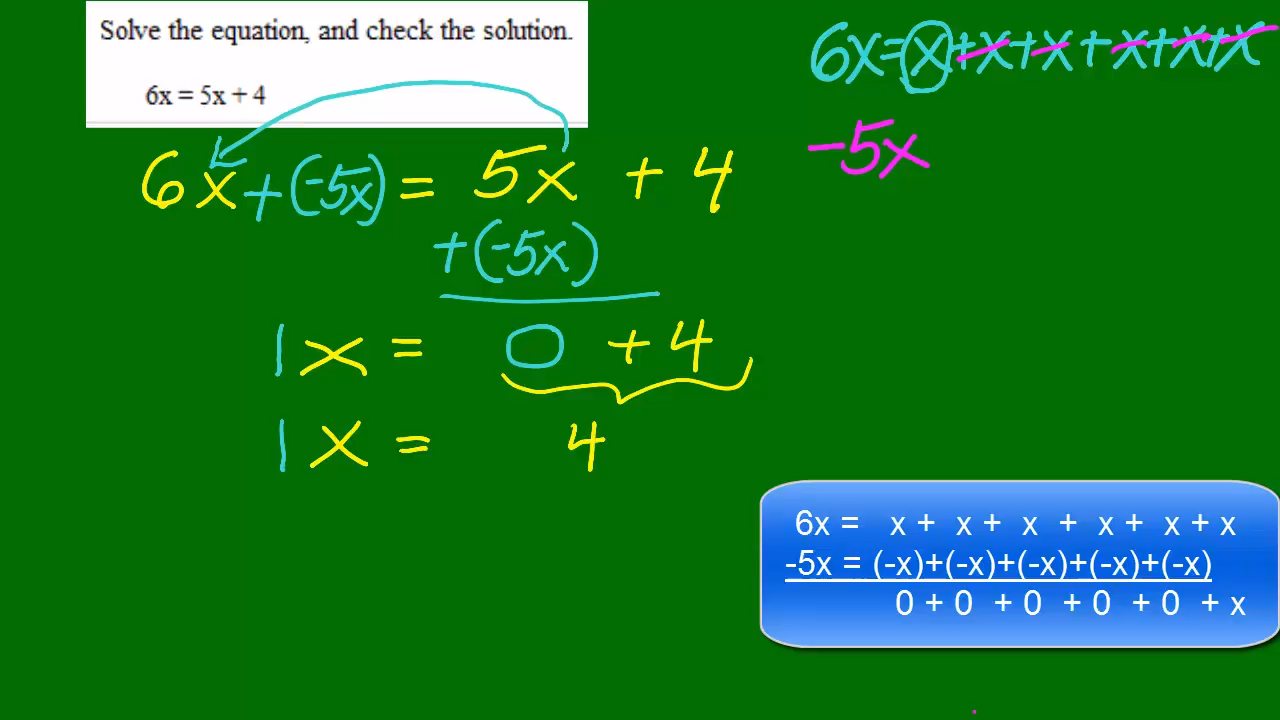 Solve the equation, and check the solution.
6x = 5x + 4
6x = x + x + x + x + x + x
-5x
6x + (-5x) = 5x + 4
+ (-5x)
1x = 0 + 4
1x = 4
6x = x + x + x + x + x + x
-5x = (-x)+(-x)+(-x)+(-x)+(-x)
0 + 0 + 0 + 0 + 0 + x